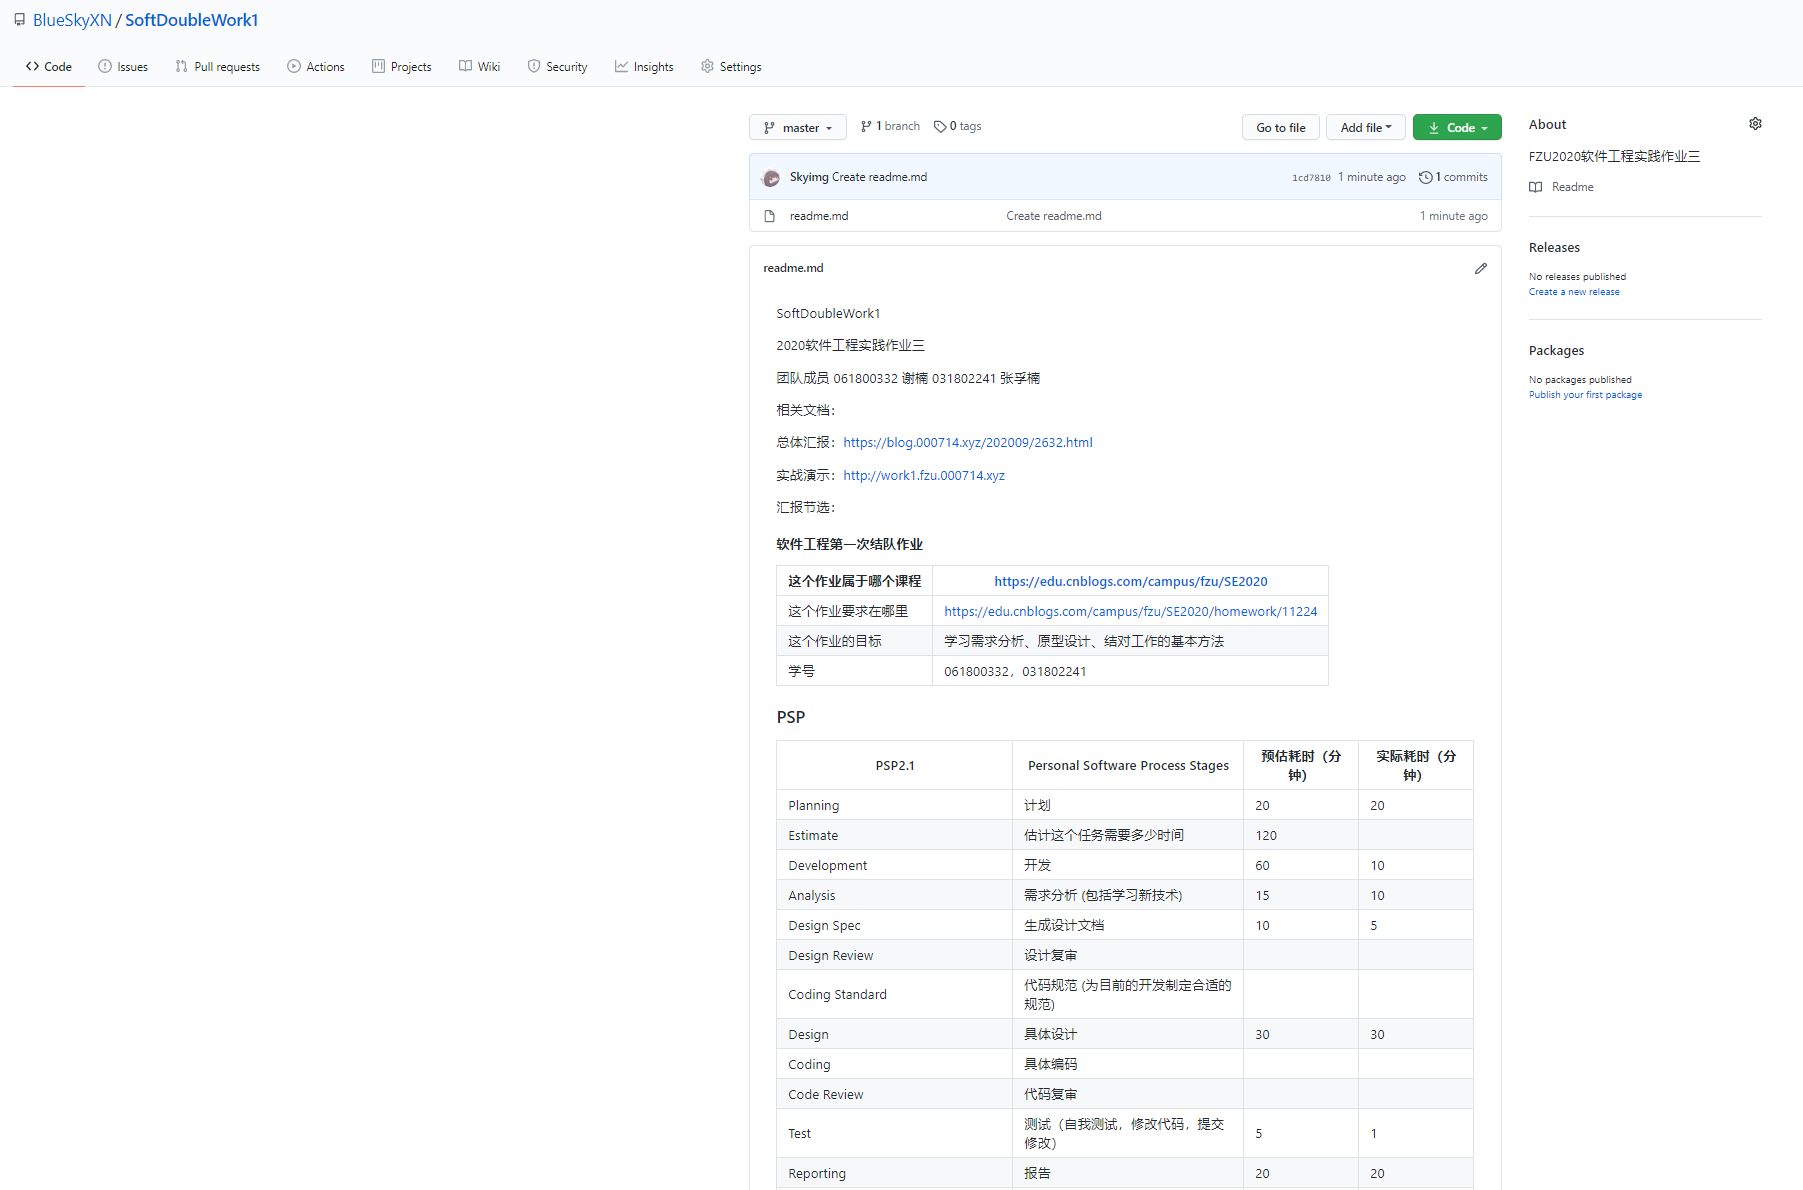 BlueSkyXN / SoftDoubleWork1
Code Issues Pull requests Actions Projects Wiki Security Insights Settings
master 1 branch 0 tags Go to file Add file Code
Skyimg Create readme.md 1cd7810 1 minute ago 1 commits
readme.md Create readme.md 1 minute ago
readme.md
SoftDoubleWork1
2020软件工程实践作业三
团队成员 061800332 谢楠 031802241 张孚楠
相关文档：
总体汇报：https://blog.000714.xyz/202009/2632.html
实战演示：http://work1.fzu.000714.xyz
汇报节选：
软件工程第一次结队作业
这个作业属于哪个课程 https://edu.cnblogs.com/campus/fzu/SE2020
这个作业要求在哪里 https://edu.cnblogs.com/campus/fzu/SE2020/homework/11224
这个作业的目标 学习需求分析、原型设计、结对工作的基本方法
学号 061800332，031802241
PSP
PSP2.1 Personal Software Process Stages 预估耗时（分钟） 实际耗时（分钟）
Planning 计划 20 20
Estimate 估计这个任务需要多少时间 120
Development 开发 60 10
Analysis 需求分析 (包括学习新技术) 15 10
Design Spec 生成设计文档 10 5
Design Review 设计复审
Coding Standard 代码规范 (为目前的开发制定合适的规范)
Design 具体设计 30 30
Coding 具体编码
Code Review 代码复审
Test 测试（自我测试，修改代码，提交修改） 5 1
Reporting 报告 20 20
About
FZU2020软件工程实践作业三
Readme
Releases
No releases published
Create a new release
Packages
No packages published
Publish your first package